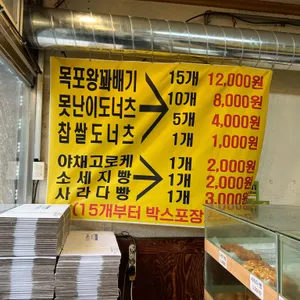 목포왕꽈배기 15개 12,000원
못난이도너츠 10개 8,000원
찹쌀도너츠 5개 4,000원
1개 1,000원
야채고로케 1개 2,000원
소세지빵 1개 2,000원
사라다빵 1개 3,000원
(15개부터 박스포장